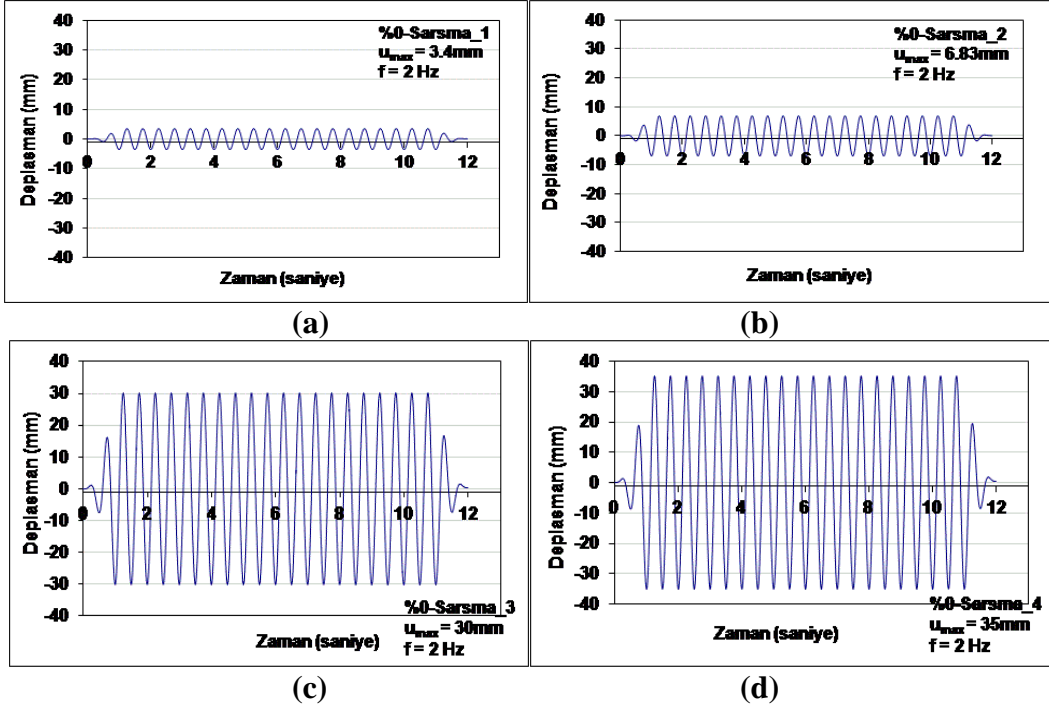 %0-Sarsma_1
u_max = 3.4mm
f = 2 Hz
Deplasman (mm)
40
30
20
10
0
-10
-20
-30
-40
0 2 4 6 8 10 12
Zaman (saniye)
(a)
%0-Sarsma_2
u_max = 6.83mm
f = 2 Hz
Deplasman (mm)
40
30
20
10
0
-10
-20
-30
-40
0 2 4 6 8 10 12
Zaman (saniye)
(b)
Deplasman (mm)
40
30
20
10
0
-10
-20
-30
-40
0 2 4 6 8 10 12
%0-Sarsma_3
u_max = 30mm
f = 2 Hz
Zaman (saniye)
(c)
Deplasman (mm)
40
30
20
10
0
-10
-20
-30
-40
0 2 4 6 8 10 12
%0-Sarsma_4
u_max = 35mm
f = 2 Hz
Zaman (saniye)
(d)